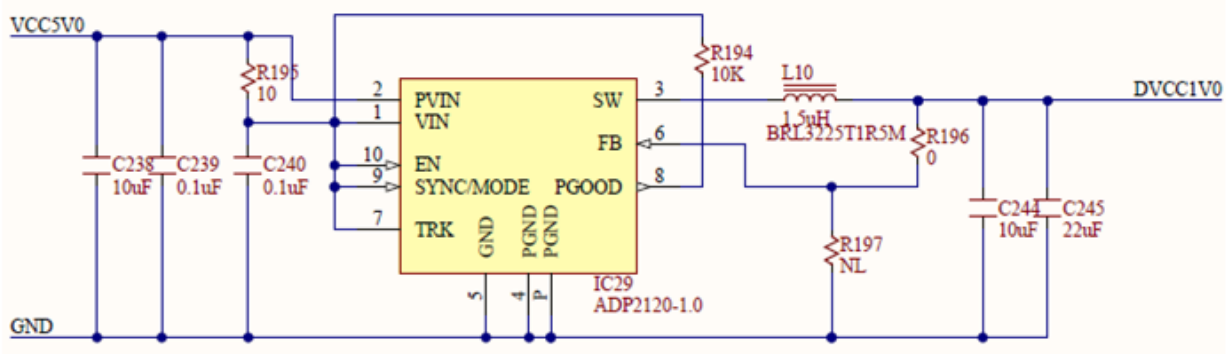 VCC5V0
R195
10
C238
10uF
C239
0.1uF
C240
0.1uF
2
PVIN
1
VIN
10
EN
9
SYNC/MODE
7
TRK
GND
5
PGND
4
PGND
P
SW
3
FB
6
PGOOD
8
IC29
ADP2120-1.0
R194
10K
L10
1.5uH
BRL3225T1R5M
R196
0
R197
NL
C244
10uF
C245
22uF
DVCC1V0
GND